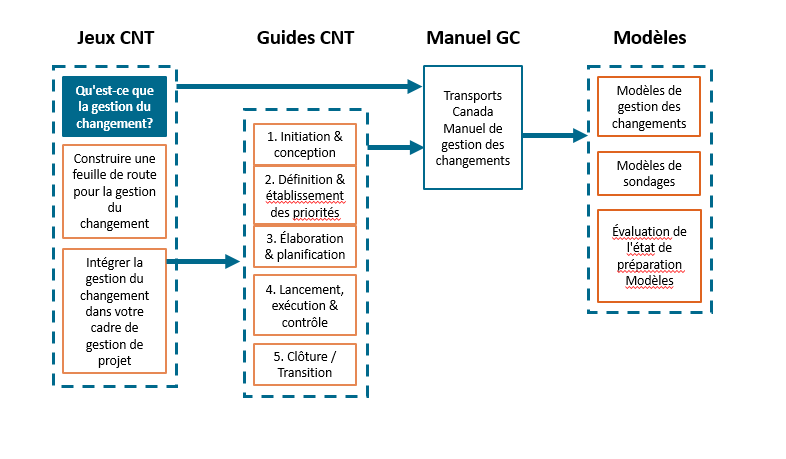 Jeux CNT
Qu'est-ce que
la gestion du
changement?
Construire une
feuille de route
pour la gestion
du
changement
Intégrer la
gestion du
changement
dans votre
cadre de
gestion de
projet
Guides CNT
1. Initiation &
conception
2. Définition &
établissement
des priorités
3. Élaboration
& planification
4. Lancement,
exécution &
contrôle
5. Clôture /
Transition
Manuel GC
Transports
Canada
Manuel de
gestion des
changements
Modèles
Modèles de
gestion des
changements
Modèles de
sondages
Évaluation de
l'état de
préparation
Modèles